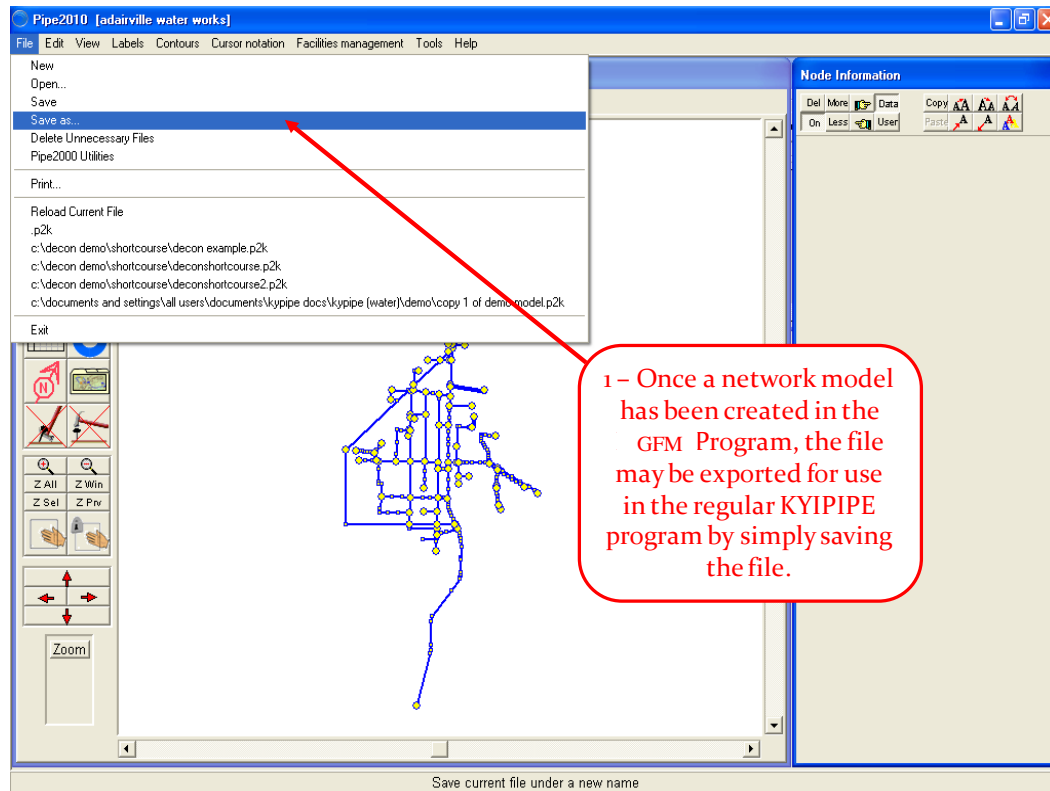 Pipe2010 [adairville water works]
File Edit View Labels Contours Cursor notation Facilities management Tools Help
New
Open...
Save
Save as...
Delete Unnecessary Files
Pipe2000 Utilities
Print...
Reload Current File
.p2k
c:\decon demo\shortcourse\decon example.p2k
c:\decon demo\shortcourse\deconshortcourse.p2k
c:\decon demo\shortcourse\deconshortcourse2.p2k
c:\documents and settings\all users\documents\kypipe docs\kypipe (water)\demo\copy 1 of demo model.p2k
Exit
Node Information
Del More Data Copy AA AA AA
On Less User Paste A A A
N
Z All Z Win
Z Sel Z Prv
Zoom
1 – Once a network model
has been created in the
GFM Program, the file
may be exported for use
in the regular KYIPIPE
program by simply saving
the file.
Save current file under a new name